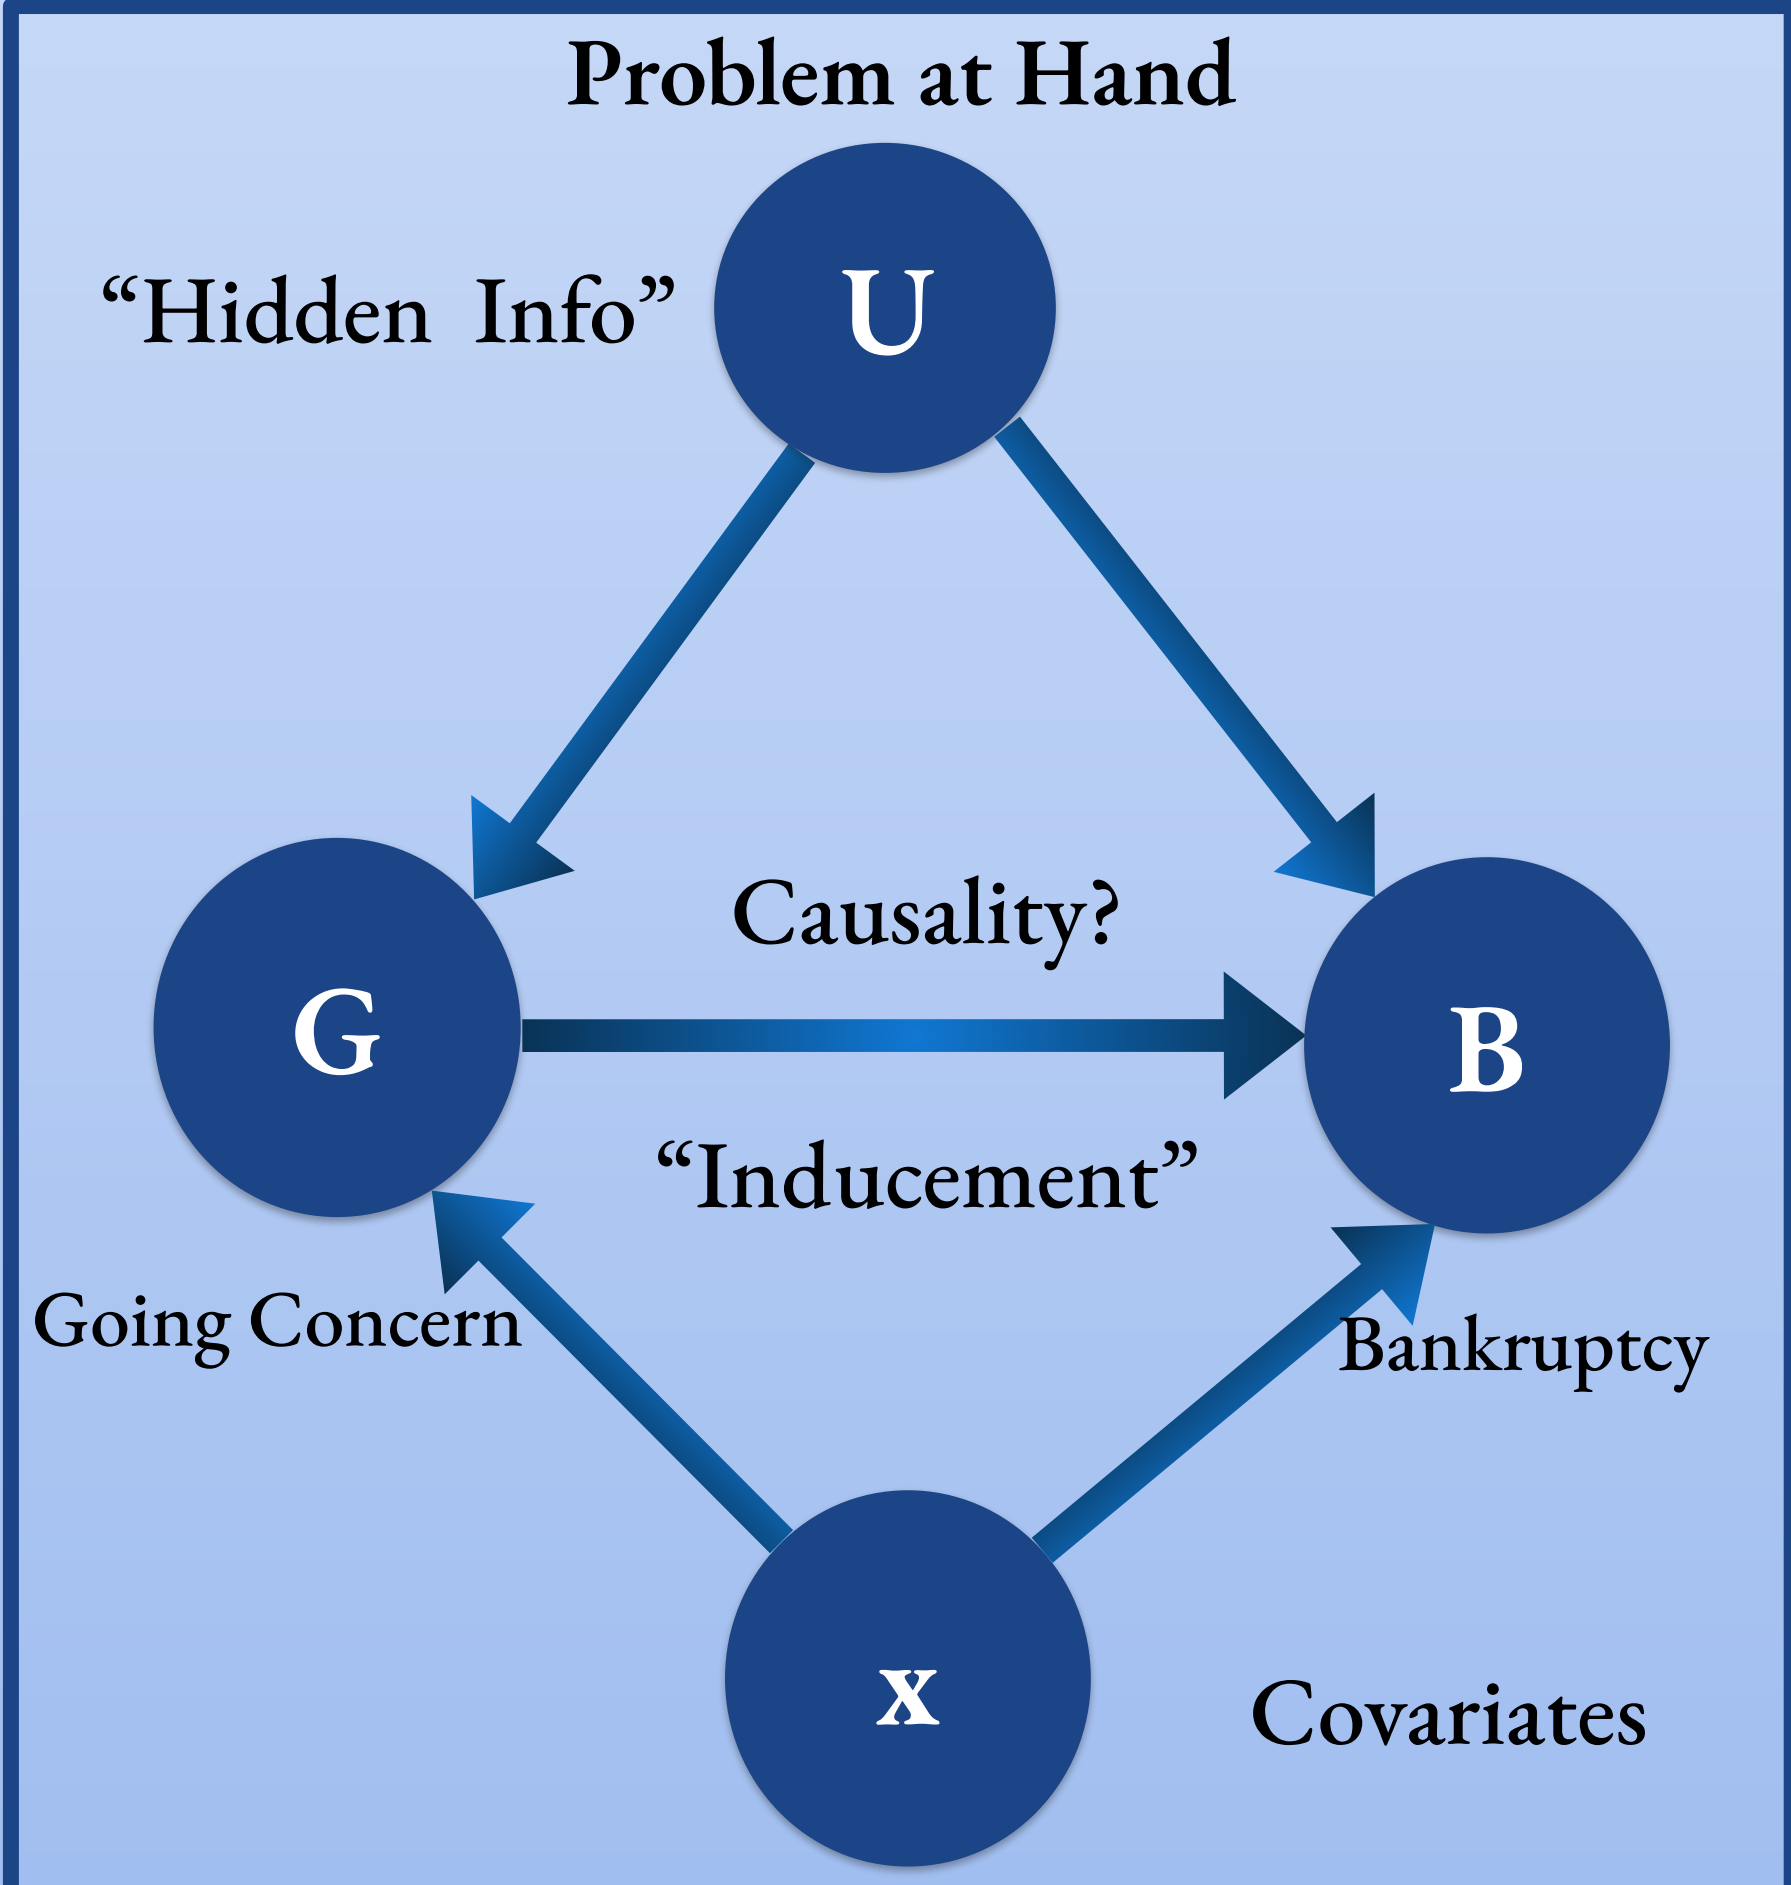 Problem at Hand
“Hidden Info”
U
Causality?
G
B
“Inducement”
Going Concern
Bankruptcy
x
Covariates